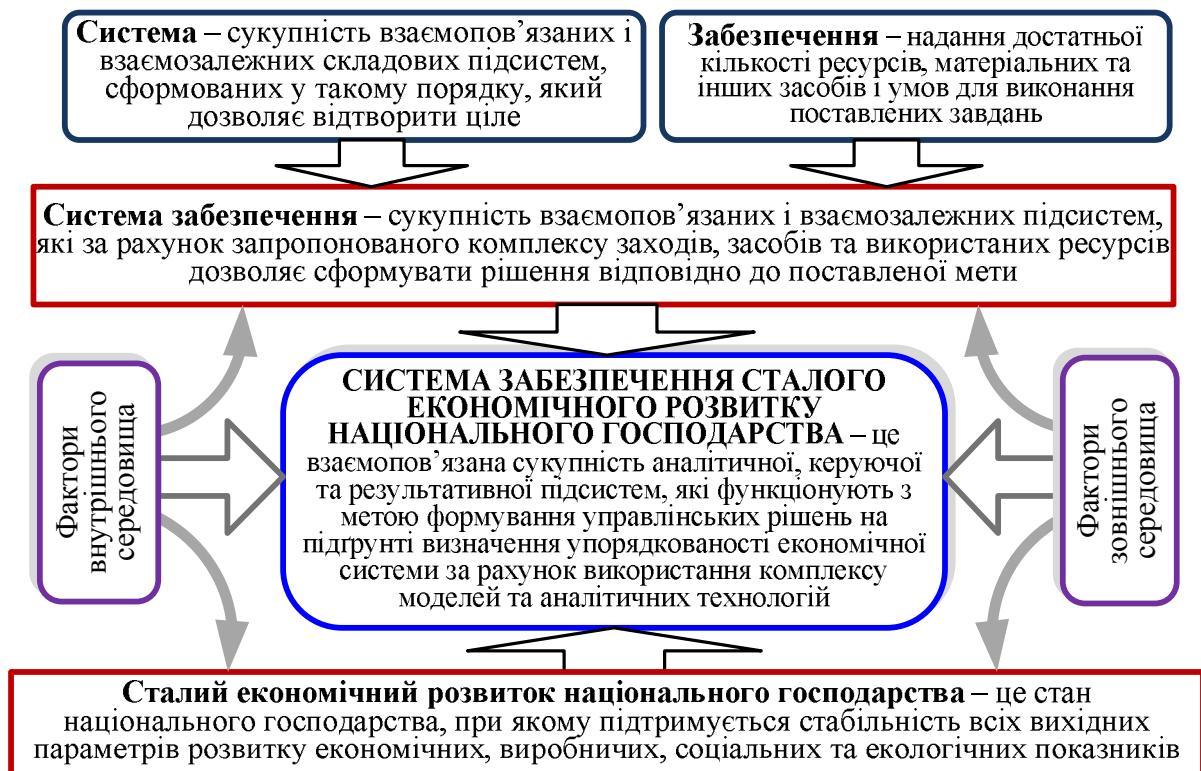 Система – сукупність взаємопов’язаних і
взаємозалежних складових підсистем,
сформованих у такому порядку, який
дозволяє відтворити ціле
Забезпечення – надання достатньої
кількості ресурсів, матеріальних та
інших засобів і умов для виконання
поставлених завдань
Система забезпечення – сукупність взаємопов’язаних і взаємозалежних підсистем,
які за рахунок запропонованого комплексу заходів, засобів та використаних ресурсів
дозволяє сформувати рішення відповідно до поставленої мети
Фактори
внутрішнього
середовища
СИСТЕМА ЗАБЕЗПЕЧЕННЯ СТАЛОГО
ЕКОНОМІЧНОГО РОЗВИТКУ
НАЦІОНАЛЬНОГО ГОСПОДАРСТВА – це
взаємопов’язана сукупність аналітичної, керуючої
та результативної підсистем, які функціонують з
метою формування управлінських рішень на
підґрунті визначення упорядкованості економічної
системи за рахунок використання комплексу
моделей та аналітичних технологій
Фактори
зовнішнього
середовища
Сталий економічний розвиток національного господарства – це стан
національного господарства, при якому підтримується стабільність всіх вихідних
параметрів розвитку економічних, виробничих, соціальних та екологічних показників